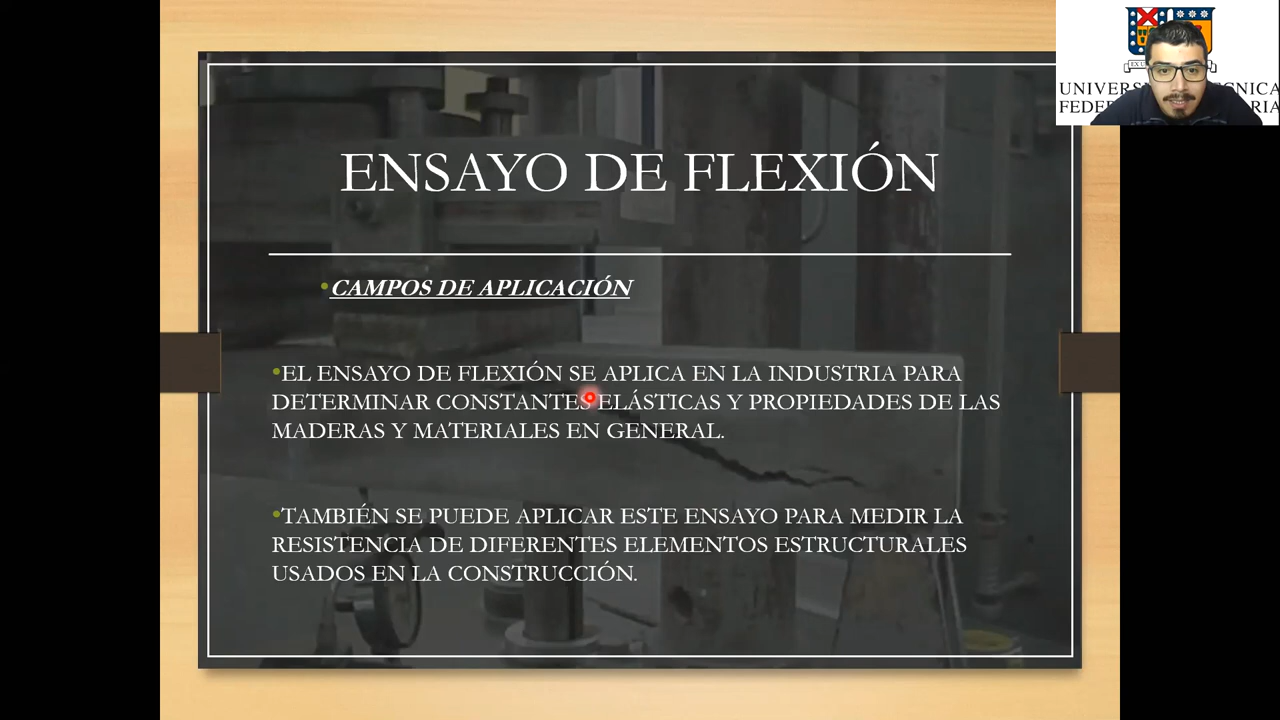 ENSAYO DE FLEXIÓN
•CAMPOS DE APLICACIÓN
•EL ENSAYO DE FLEXIÓN SE APLICA EN LA INDUSTRIA PARA
DETERMINAR CONSTANTES ELÁSTICAS Y PROPIEDADES DE LAS
MADERAS Y MATERIALES EN GENERAL.
•TAMBIÉN SE PUEDE APLICAR ESTE ENSAYO PARA MEDIR LA
RESISTENCIA DE DIFERENTES ELEMENTOS ESTRUCTURALES
USADOS EN LA CONSTRUCCIÓN.